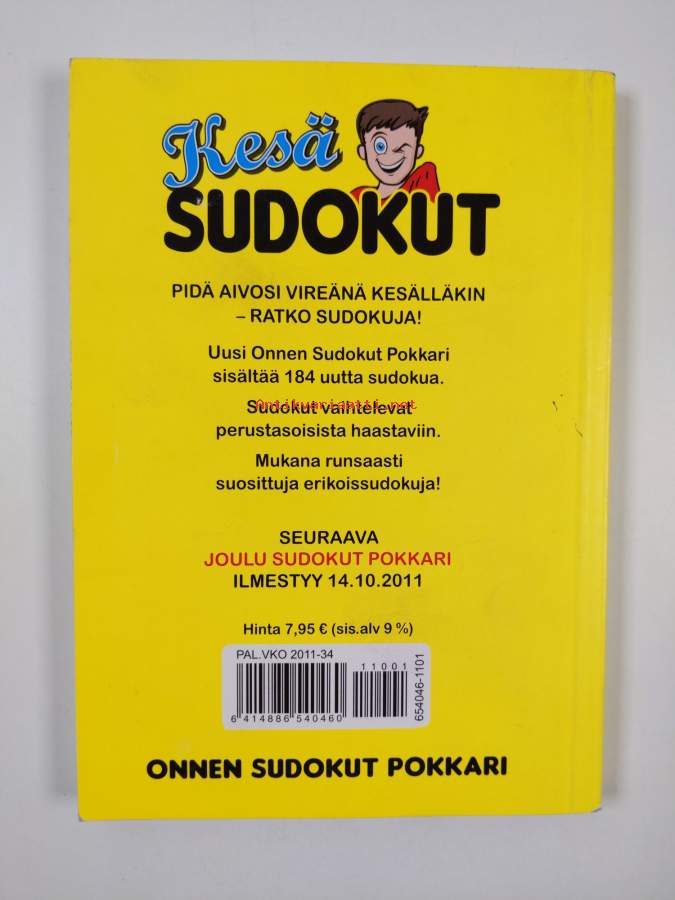 Kesä
SUDOKUT
PIDÄ AIVOSI VIREÄNÄ KESÄLLÄKIN
– RATKO SUDOKUJA!
Uusi Onnen Sudokut Pokkari
sisältää 184 uutta sudokua.
Antikvariaatti.net
Sudokut vaihtelevat
perustasoisista haastaviin.
Mukana runsaasti
suosittuja erikoissudokuja!
SEURAAVA
JOULU SUDOKUT POKKARI
ILMESTYY 14.10.2011
Hinta 7,95 € (sis.alv 9 %)
PAL.VKO 2011-34
11001
654046-1101
6 414886 540460
ONNEN SUDOKUT POKKARI